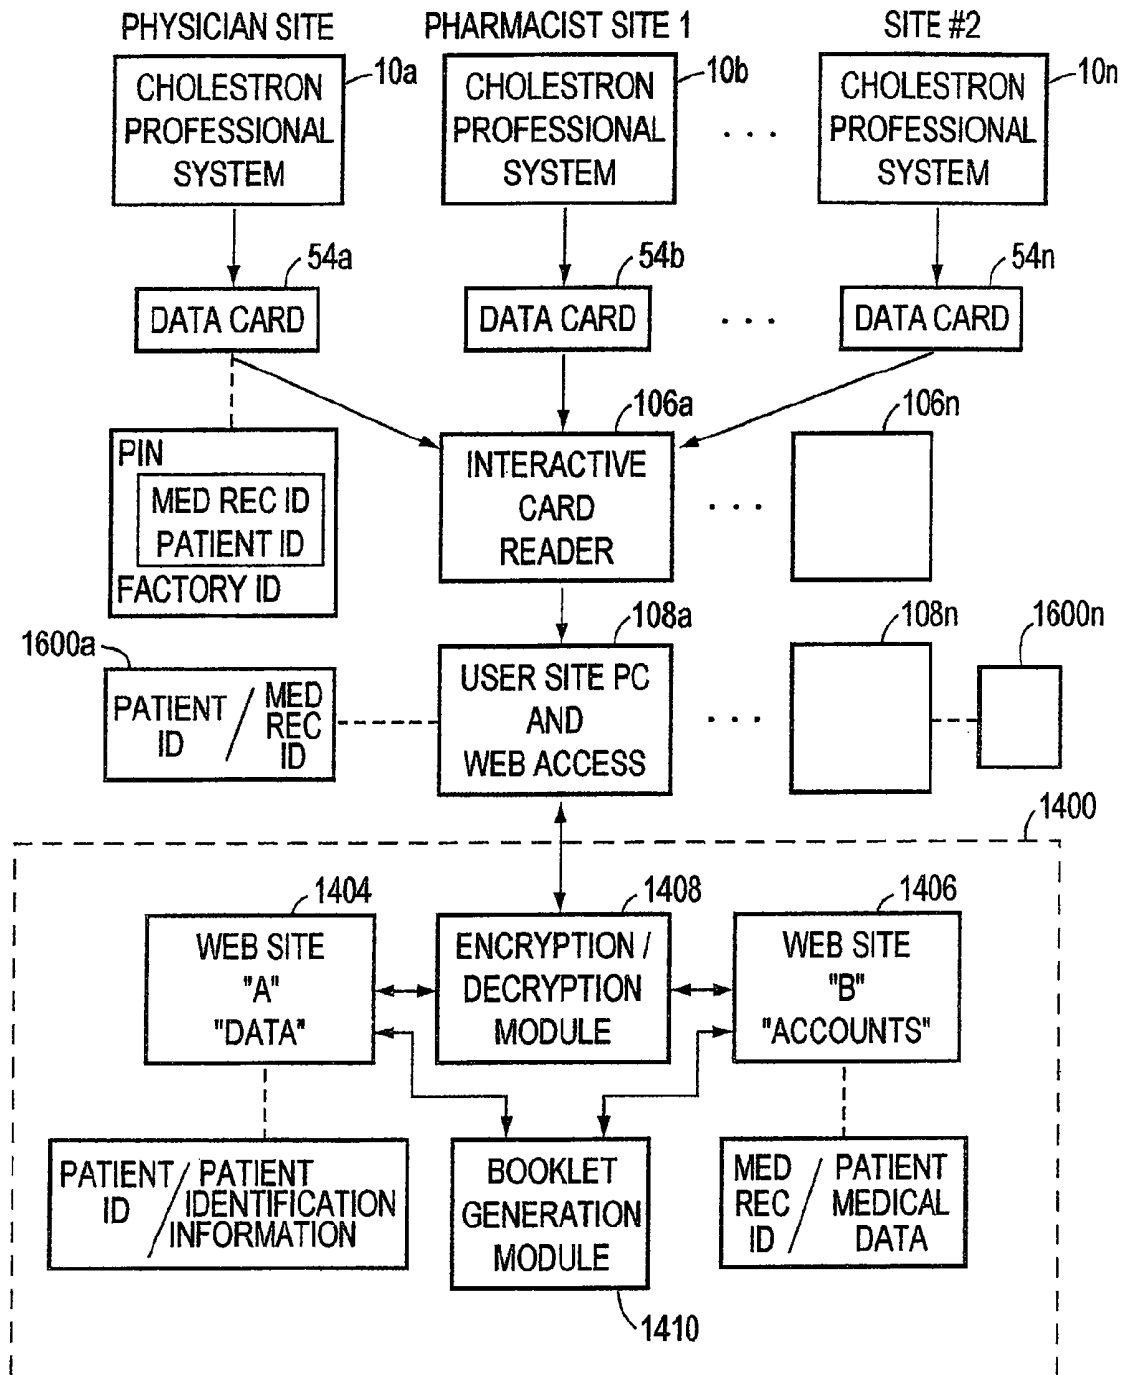 PHYSICIAN SITE
PHARMACIST SITE 1
SITE #2
10a
10b
10n
CHOLESTRON
PROFESSIONAL
SYSTEM
CHOLESTRON
PROFESSIONAL
SYSTEM
. . .
CHOLESTRON
PROFESSIONAL
SYSTEM
54a
54b
54n
DATA CARD
DATA CARD
. . .
DATA CARD
106a
106n
PIN
MED REC ID
PATIENT ID
FACTORY ID
INTERACTIVE
CARD
READER
. . .
1600a
108a
108n
1600n
PATIENT
ID
/
MED
REC
ID
USER SITE PC
AND
WEB ACCESS
. . .
1400
1404
1408
1406
WEB SITE
"A"
"DATA"
ENCRYPTION /
DECRYPTION
MODULE
WEB SITE
"B"
"ACCOUNTS"
PATIENT
ID
/
PATIENT
IDENTIFICATION
INFORMATION
BOOKLET
GENERATION
MODULE
MED
REC
ID
/
PATIENT
MEDICAL
DATA
1410